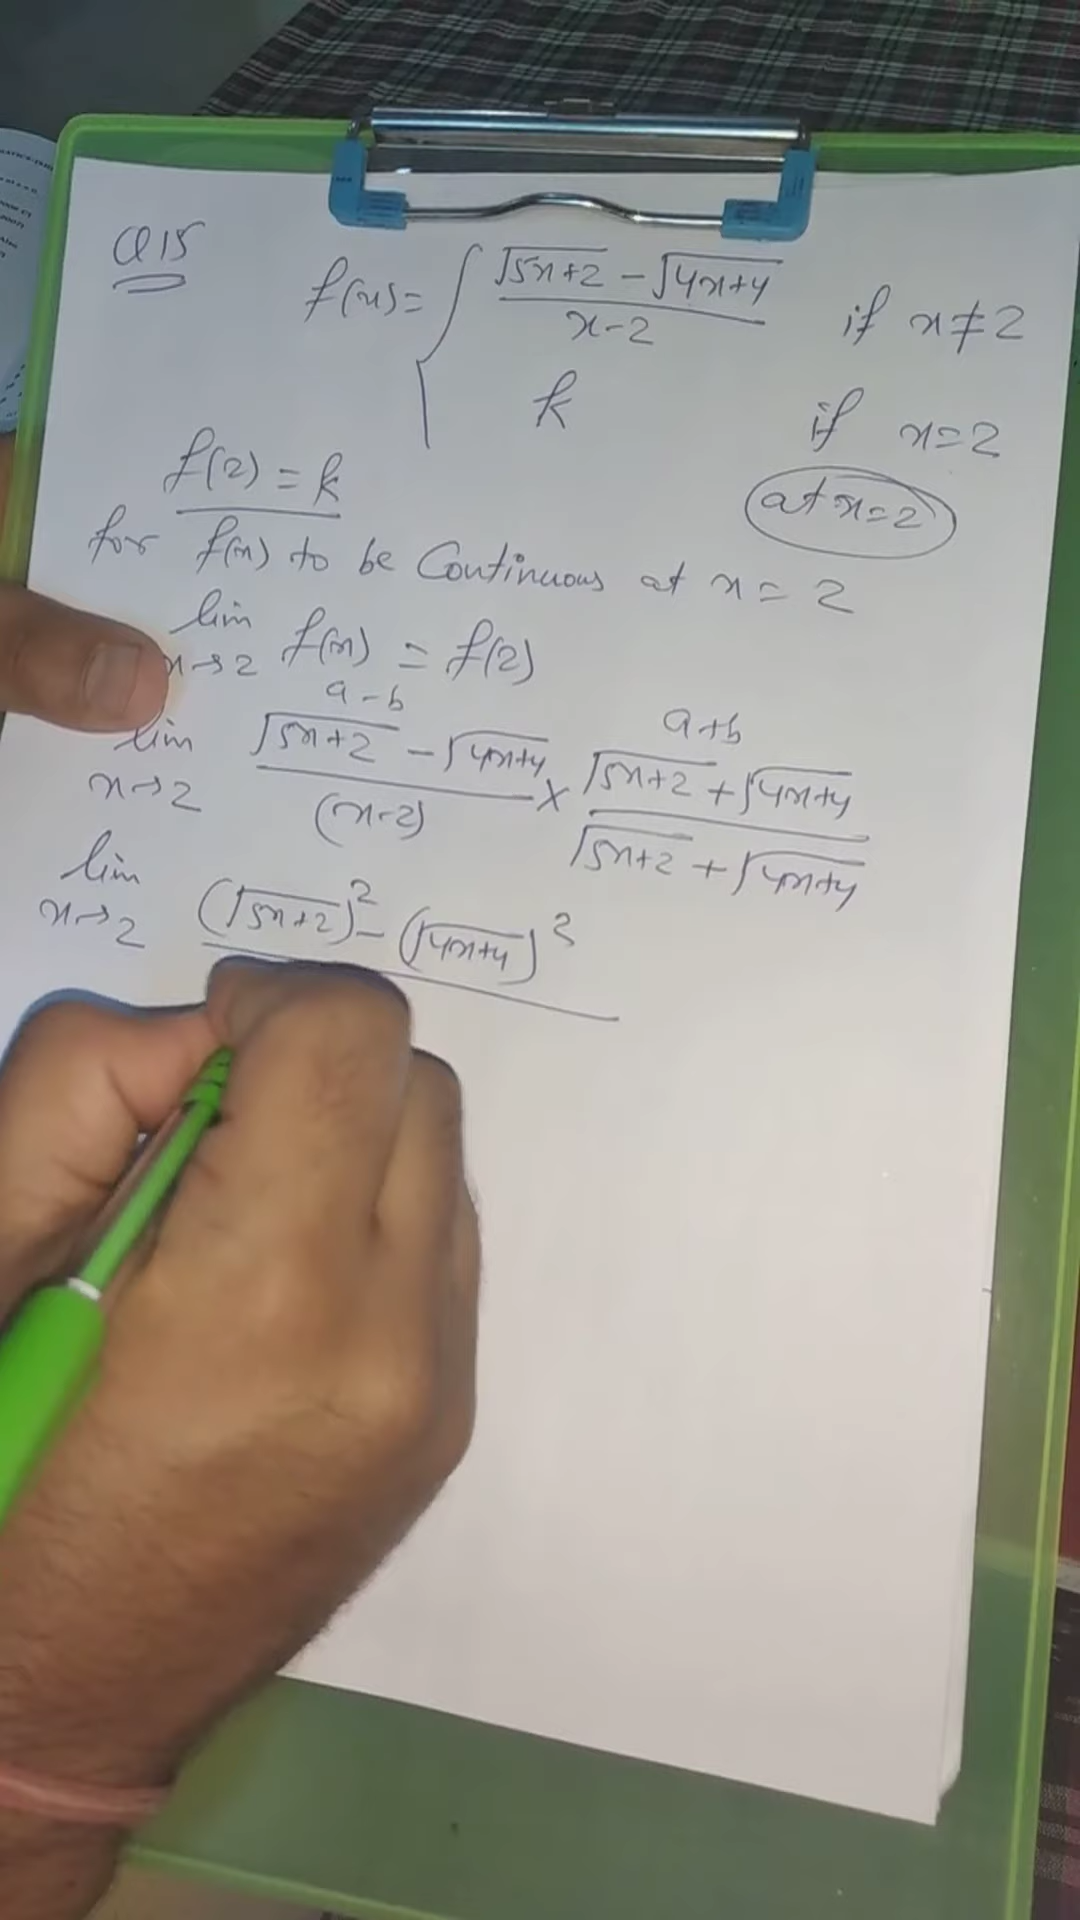 Q15
f(x) = { √5x+2 - √4x+4 / x-2 if x ≠ 2
k if x = 2
at x = 2
f(2) = k
for f(x) to be Continuous at x = 2
lim x→2 f(x) = f(2)
a - b a + b
lim x→2 √5x+2 - √4x+4 / (x-2) × √5x+2 + √4x+4 / √5x+2 + √4x+4
lim x→2 (√5x+2)² - (√4x+4)²